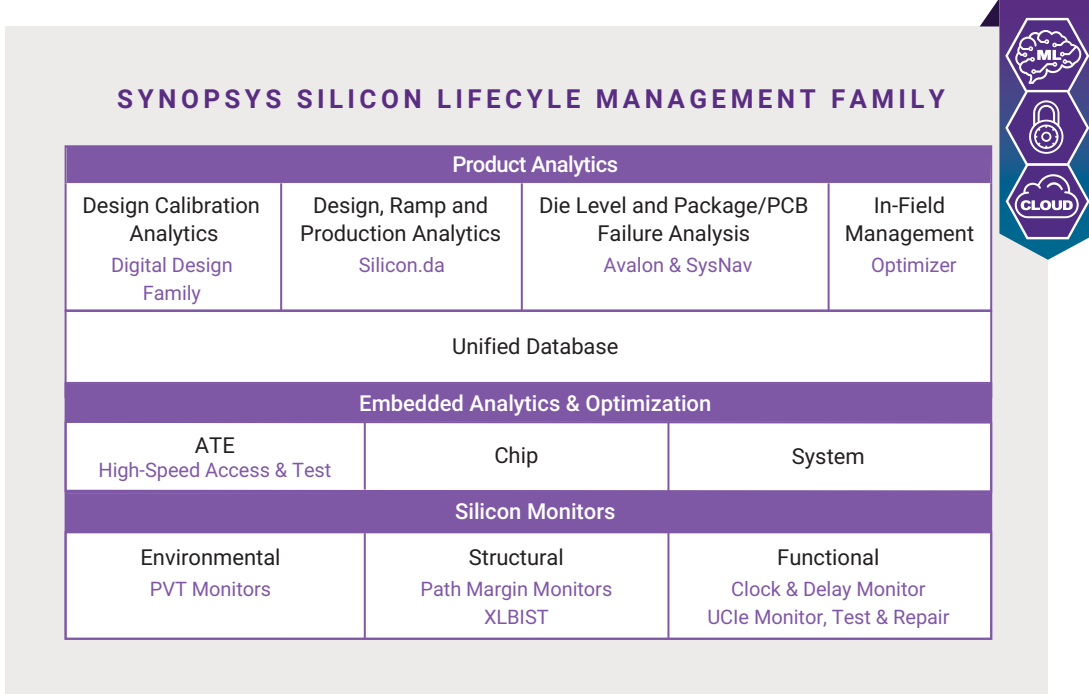 SYNOPSYS SILICON LIFECYLE MANAGEMENT FAMILY
ML
CLOUD
Product Analytics
Design Calibration
Analytics
Digital Design
Family
Design, Ramp and
Production Analytics
Silicon.da
Die Level and Package/PCB
Failure Analysis
Avalon & SysNav
In-Field
Management
Optimizer
Unified Database
Embedded Analytics & Optimization
ATE
High-Speed Access & Test
Chip
System
Silicon Monitors
Environmental
PVT Monitors
Structural
Path Margin Monitors
XLBIST
Functional
Clock & Delay Monitor
UCIe Monitor, Test & Repair